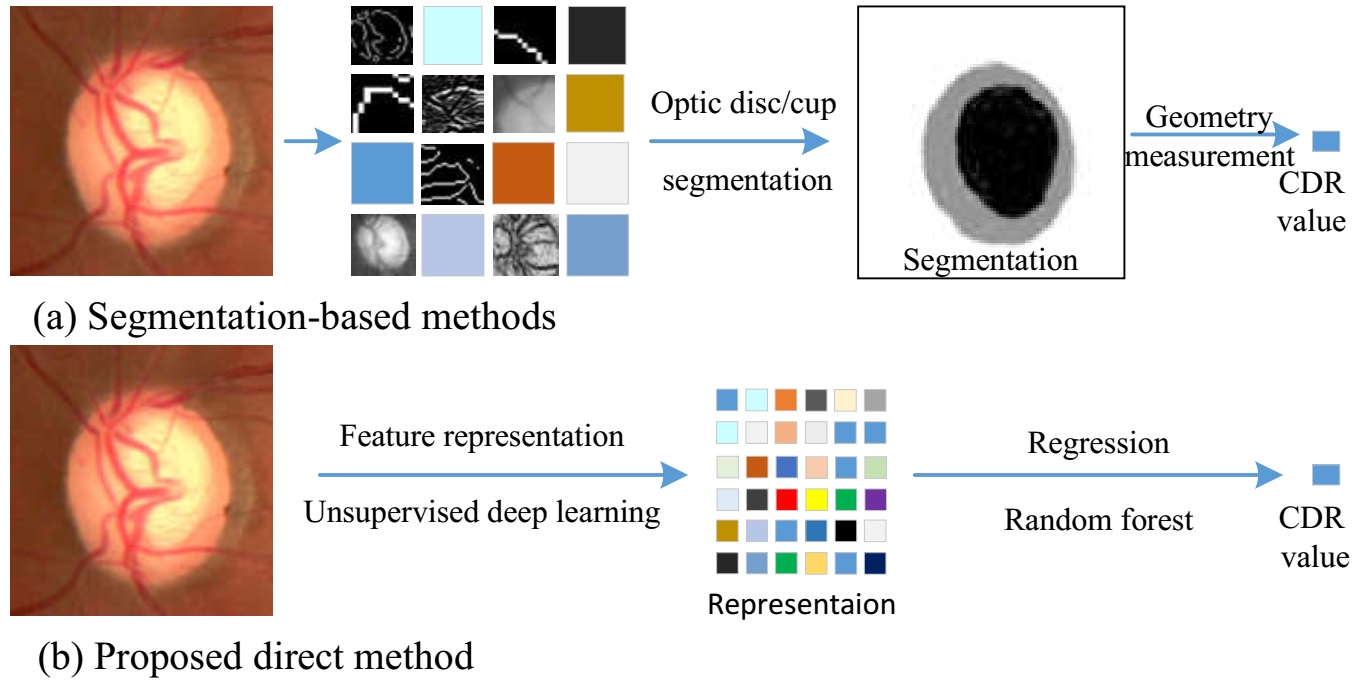 Optic disc/cup
segmentation
Geometry
measurement
CDR
value
Segmentation
(a) Segmentation-based methods
Feature representation
Unsupervised deep learning
Regression
Random forest
CDR
value
Representaion
(b) Proposed direct method